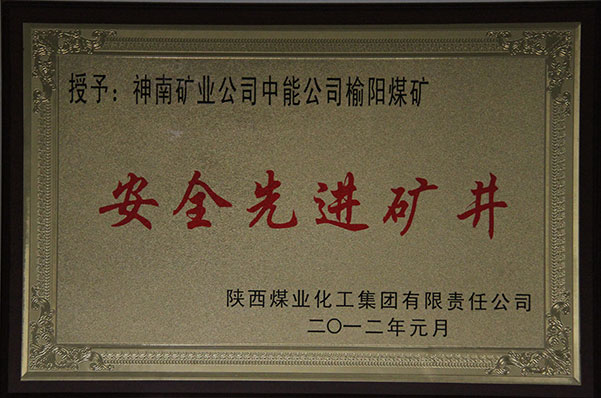 授予：神南矿业公司中能公司榆阳煤矿
安全先进矿井
陕西煤业化工集团有限责任公司
二〇一二年元月